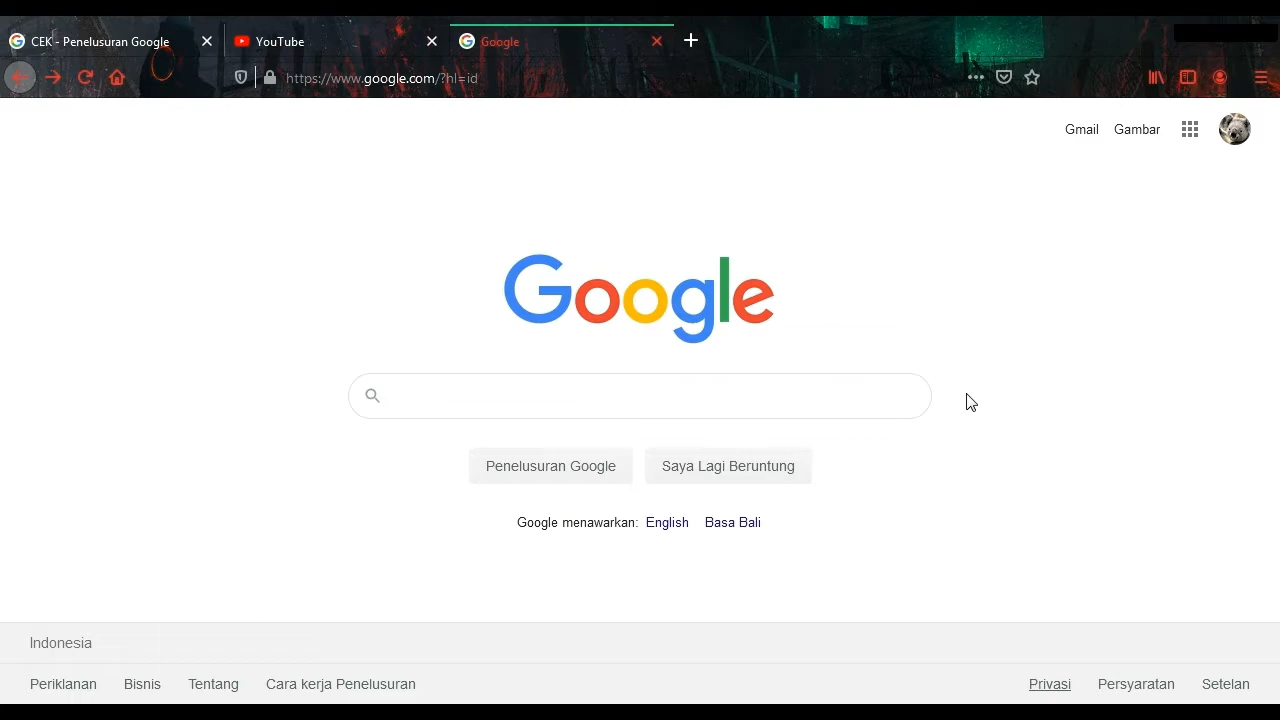 CEK - Penelusuran Google
YouTube
Google
https://www.google.com/?hl=id
Gmail Gambar
Google
Penelusuran Google Saya Lagi Beruntung
Google menawarkan: English Basa Bali
Indonesia
Periklanan Bisnis Tentang Cara kerja Penelusuran Privasi Persyaratan Setelan